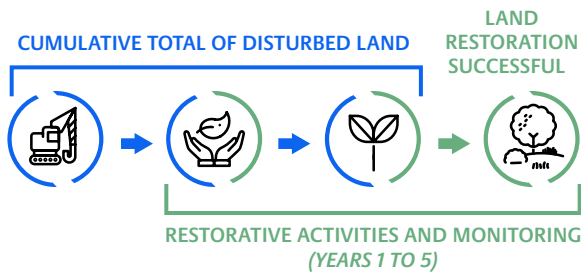 CUMULATIVE TOTAL OF DISTURBED LAND
LAND
RESTORATION
SUCCESSFUL
RESTORATIVE ACTIVITIES AND MONITORING
(YEARS 1 TO 5)